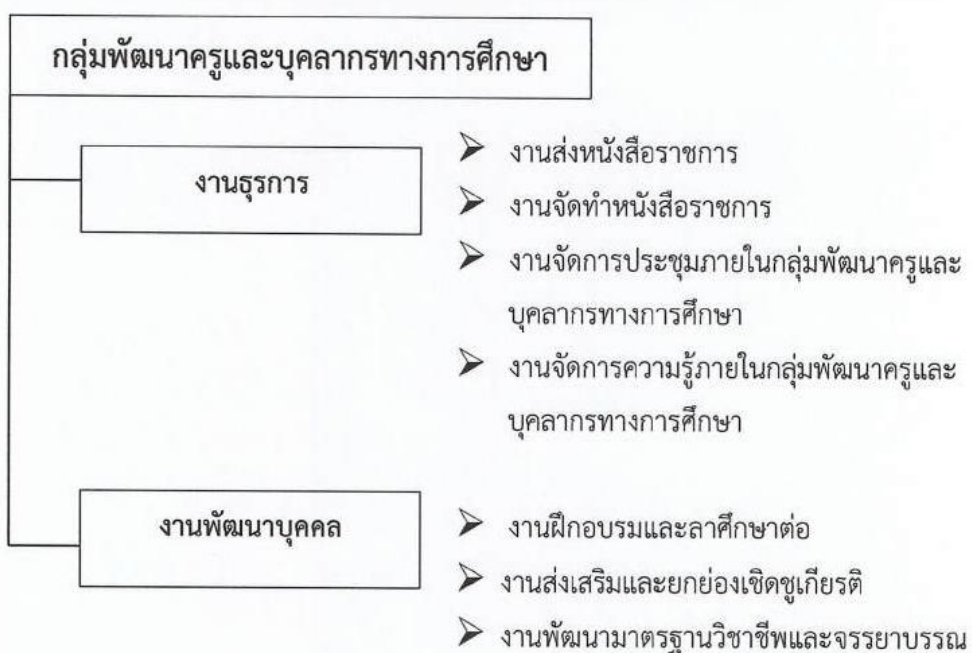 กลุ่มพัฒนาครูและบุคลากรทางการศึกษา
งานธุรการ
งานส่งหนังสือราชการ
งานจัดทำหนังสือราชการ
งานจัดการประชุมภายในกลุ่มพัฒนาครูและ
บุคลากรทางการศึกษา
งานจัดการความรู้ภายในกลุ่มพัฒนาครูและ
บุคลากรทางการศึกษา
งานพัฒนาบุคคล
งานฝึกอบรมและลาศึกษาต่อ
งานส่งเสริมและยกย่องเชิดชูเกียรติ
งานพัฒนามาตรฐานวิชาชีพและจรรยาบรรณ